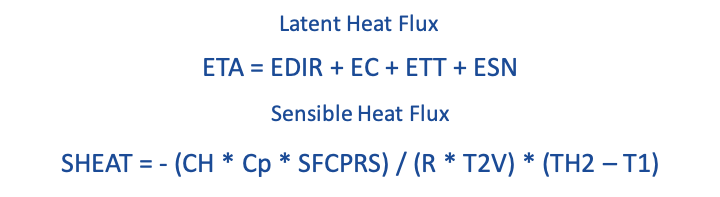 Latent Heat Flux
ETA = EDIR + EC + ETT + ESN
Sensible Heat Flux
SHEAT = - (CH * Cp * SFCPRS) / (R * T2V) * (TH2 – T1)